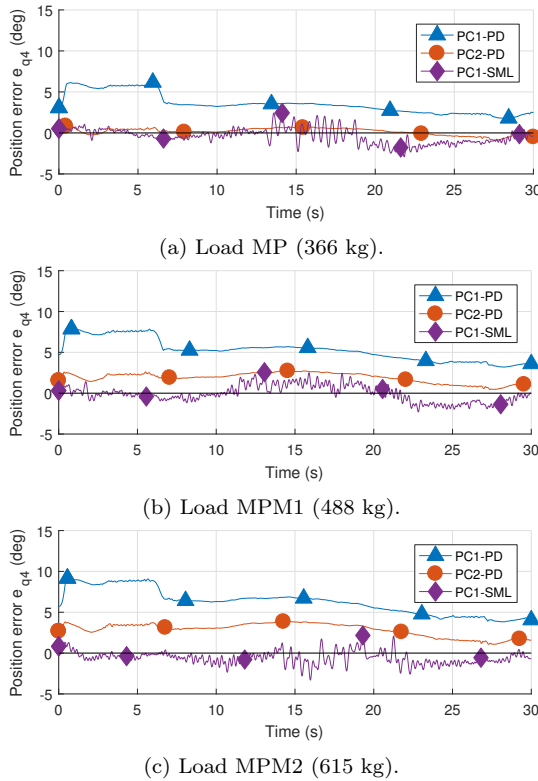 15
10
5
0
-5
Position error e_q4 (deg)
PC1-PD
PC2-PD
PC1-SML
0 5 10 15 20 25 30
Time (s)
(a) Load MP (366 kg).
15
10
5
0
-5
Position error e_q4 (deg)
PC1-PD
PC2-PD
PC1-SML
0 5 10 15 20 25 30
Time (s)
(b) Load MPM1 (488 kg).
15
10
5
0
-5
Position error e_q4 (deg)
PC1-PD
PC2-PD
PC1-SML
0 5 10 15 20 25 30
Time (s)
(c) Load MPM2 (615 kg).